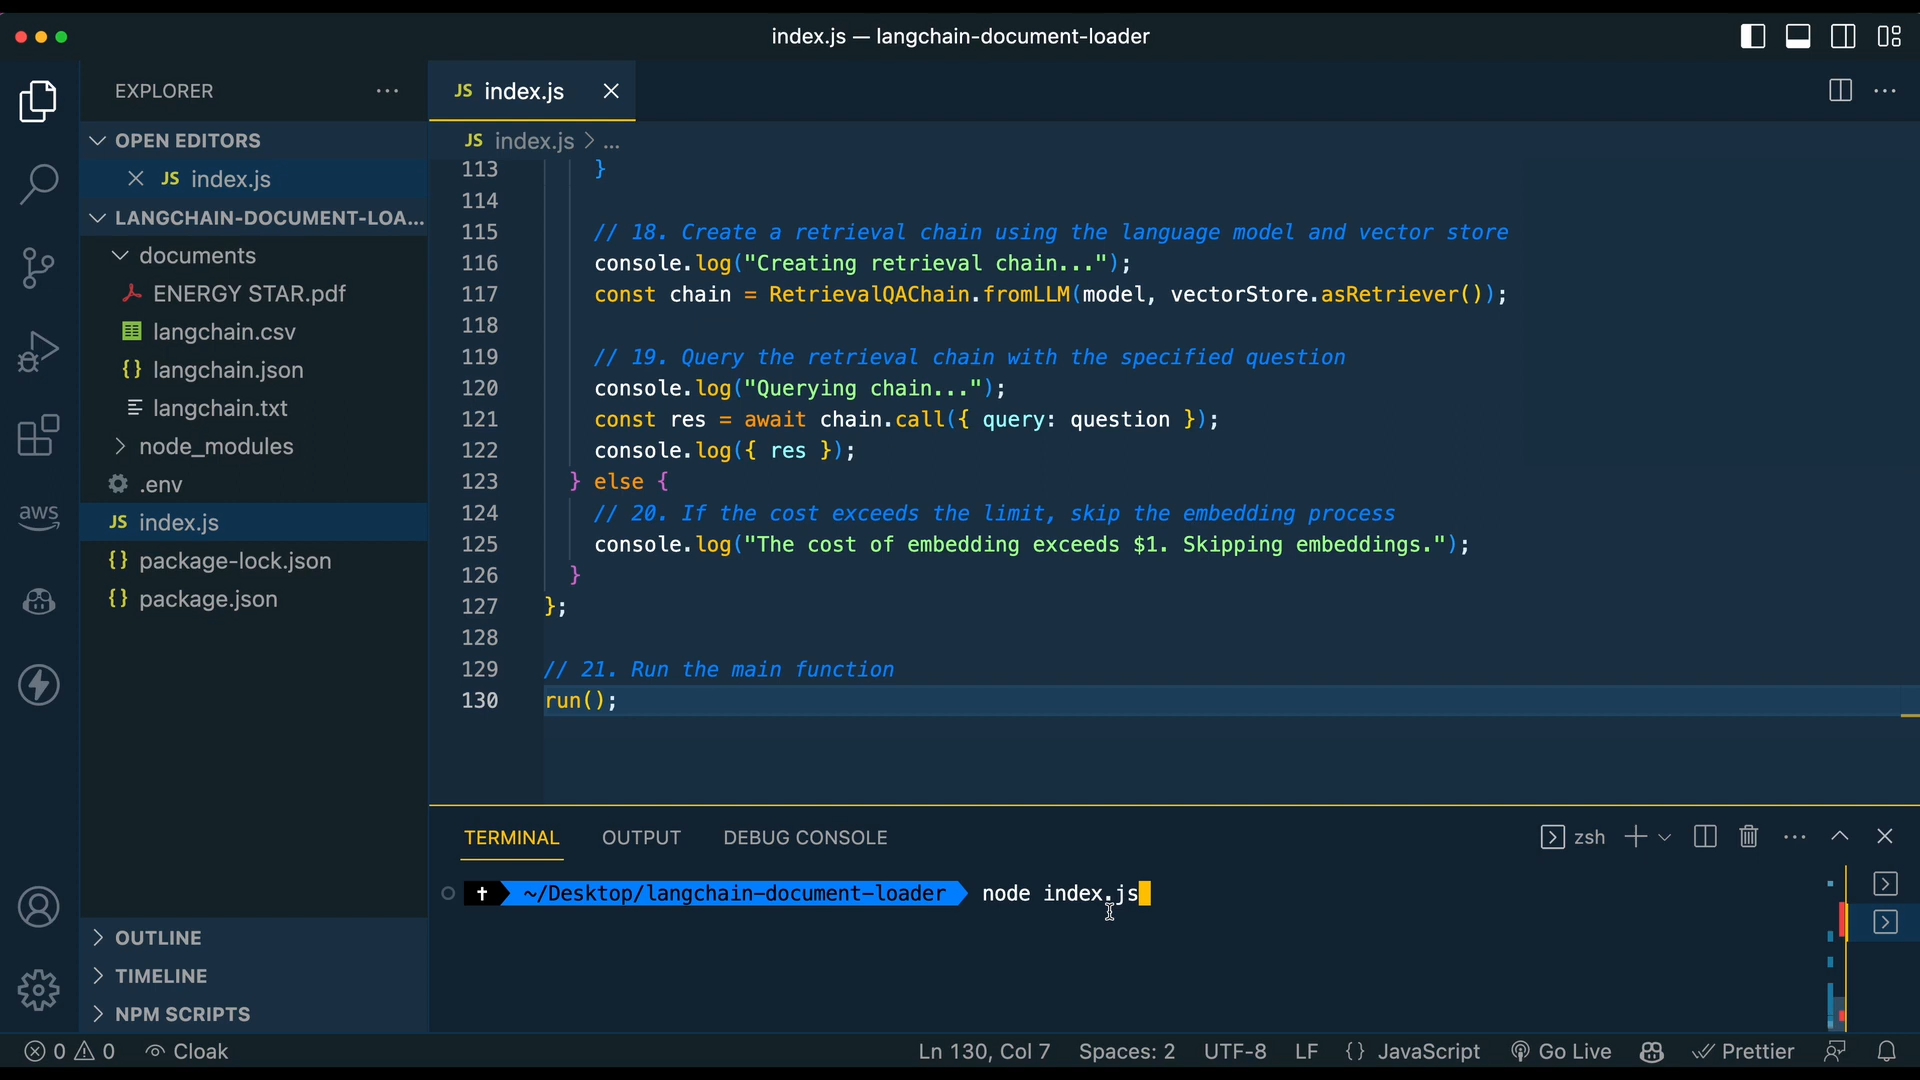 index.js — langchain-document-loader
EXPLORER
OPEN EDITORS
JS index.js
LANGCHAIN-DOCUMENT-LOA...
documents
ENERGY STAR.pdf
langchain.csv
{} langchain.json
langchain.txt
node_modules
.env
JS index.js
{} package-lock.json
{} package.json
aws
OUTLINE
TIMELINE
NPM SCRIPTS
JS index.js
JS index.js > ...
113 }
114
115 // 18. Create a retrieval chain using the language model and vector store
116 console.log("Creating retrieval chain...");
117 const chain = RetrievalQAChain.fromLLM(model, vectorStore.asRetriever());
118
119 // 19. Query the retrieval chain with the specified question
120 console.log("Querying chain...");
121 const res = await chain.call({ query: question });
122 console.log({ res });
123 } else {
124 // 20. If the cost exceeds the limit, skip the embedding process
125 console.log("The cost of embedding exceeds $1. Skipping embeddings.");
126 }
127 };
128
129 // 21. Run the main function
130 run();
TERMINAL OUTPUT DEBUG CONSOLE zsh
~/Desktop/langchain-document-loader node index.js
0 0 Cloak Ln 130, Col 7 Spaces: 2 UTF-8 LF {} JavaScript Go Live Prettier